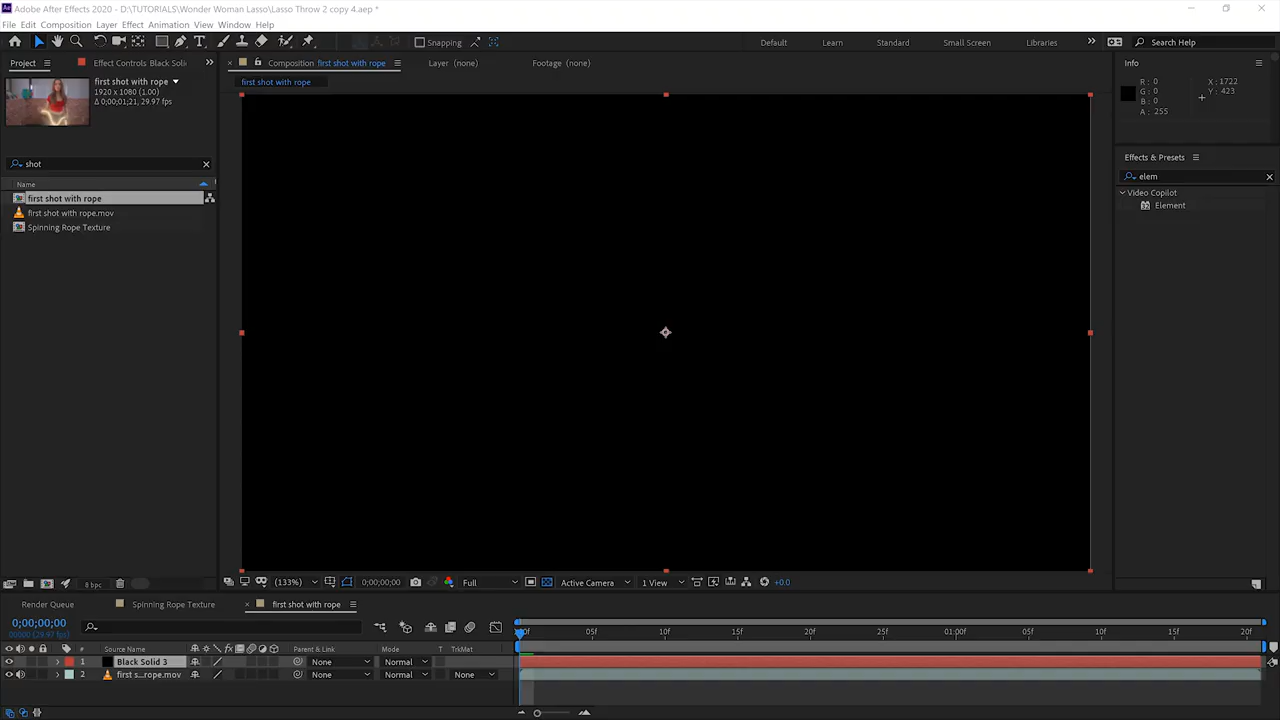 Adobe After Effects 2020 - D:\TUTORIALS\Wonder Woman Lasso\Lasso Throw 2 copy 4.aep *
File Edit Composition Layer Effect Animation View Window Help
Snapping
Default Learn Standard Small Screen Libraries Search Help
Project Effect Controls Black Soli
Composition first shot with rope Layer (none) Footage (none)
Info
first shot with rope
1920 x 1080 (1.00)
Δ 0;00;01;21, 29.97 fps
first shot with rope
R: 0
G: 0
B: 0
A: 255
X: 1722
Y: 423
Effects & Presets
shot
elem
Name
Video Copilot
first shot with rope
Element
first shot with rope.mov
Spinning Rope Texture
8 bpc
(133%) 0;00;00;00 Full Active Camera 1 View +0.0
Render Queue Spinning Rope Texture first shot with rope
0;00;00;00
00000 (29.97 fps)
:00f 05f 10f 15f 20f 25f 01:00f 05f 10f 15f 20f
# Source Name Parent & Link Mode T TrkMat
1 Black Solid 3 None Normal
2 first s...rope.mov None Normal None